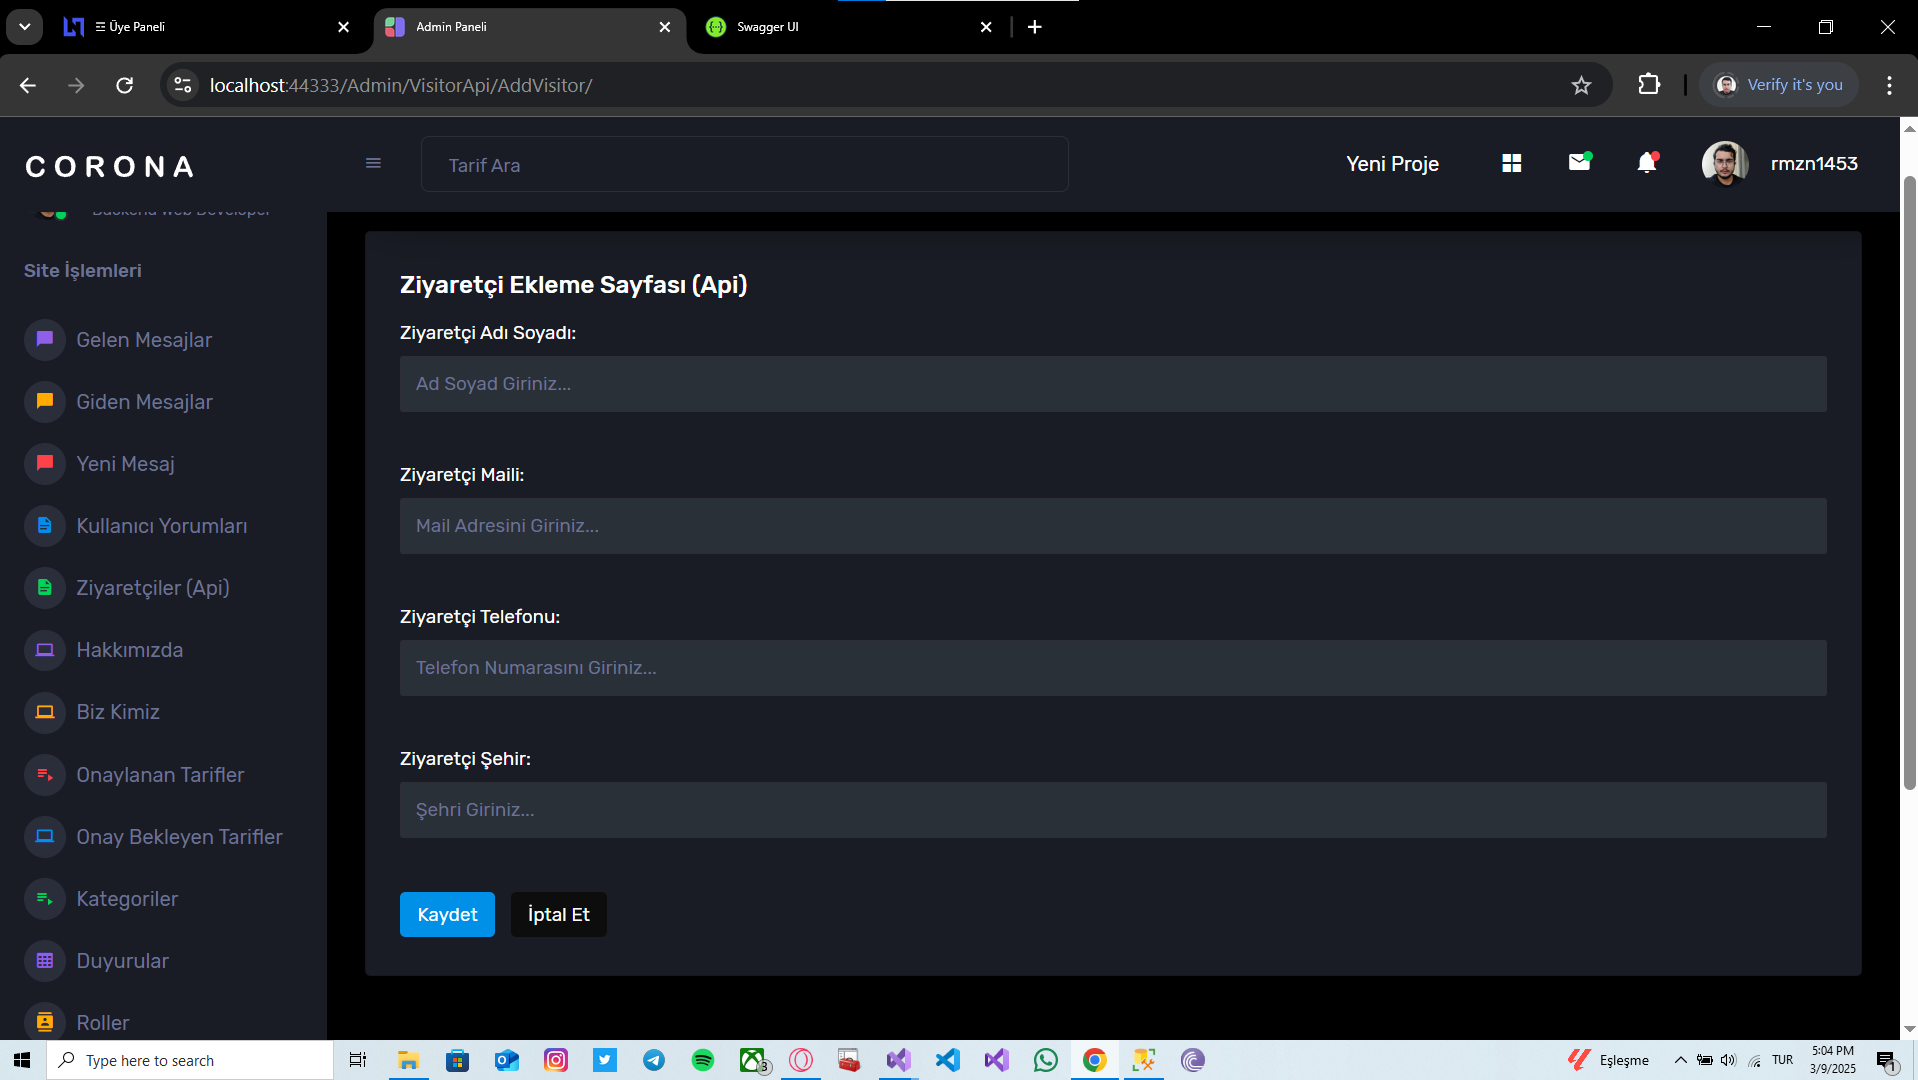 Üye Paneli
Admin Paneli
Swagger UI
localhost:44333/Admin/VisitorApi/AddVisitor/
Verify it's you
CORONA
Tarif Ara
Yeni Proje
rmzn1453
Backend Web Developer
Site İşlemleri
Gelen Mesajlar
Giden Mesajlar
Yeni Mesaj
Kullanıcı Yorumları
Ziyaretçiler (Api)
Hakkımızda
Biz Kimiz
Onaylanan Tarifler
Onay Bekleyen Tarifler
Kategoriler
Duyurular
Roller
Ziyaretçi Ekleme Sayfası (Api)
Ziyaretçi Adı Soyadı:
Ad Soyad Giriniz...
Ziyaretçi Maili:
Mail Adresini Giriniz...
Ziyaretçi Telefonu:
Telefon Numarasını Giriniz...
Ziyaretçi Şehir:
Şehri Giriniz...
Kaydet
İptal Et
Type here to search
3
Eşleşme
TUR
5:04 PM
3/9/2025
1